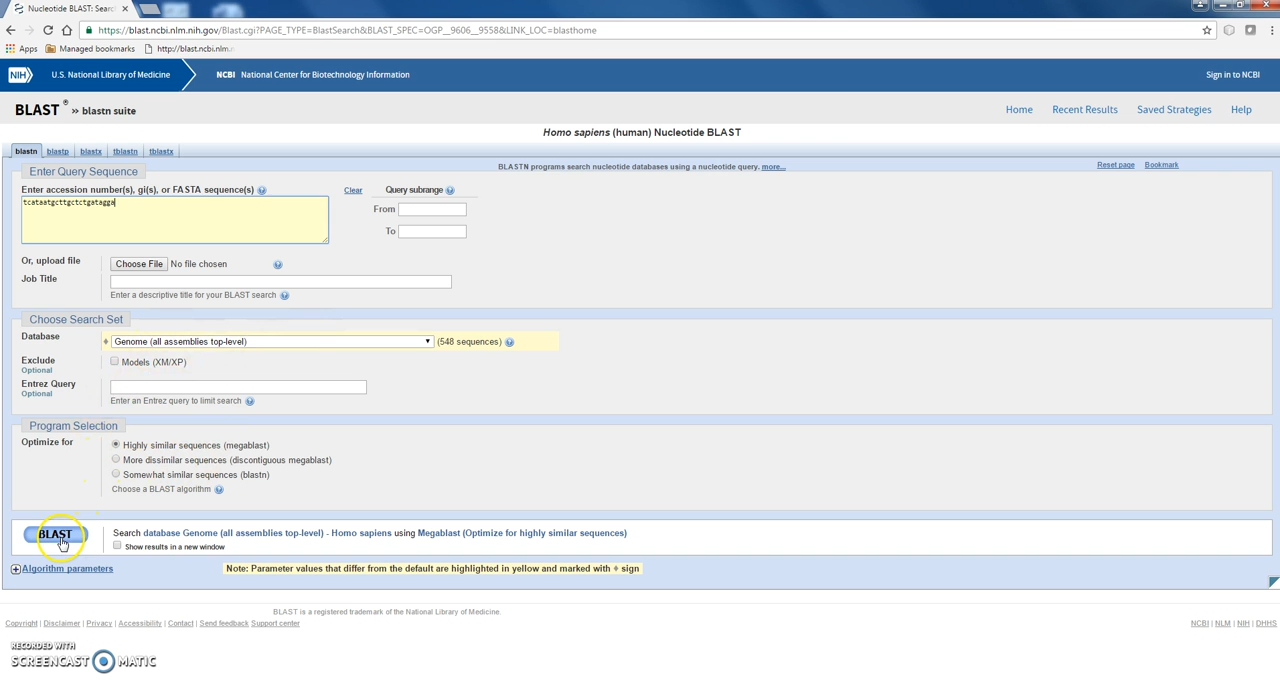 Nucleotide BLAST: Searc
https://blast.ncbi.nlm.nih.gov/Blast.cgi?PAGE_TYPE=BlastSearch&BLAST_SPEC=OGP__9606__9558&LINK_LOC=blasthome
Apps Managed bookmarks http://blast.ncbi.nlm.n
NIH U.S. National Library of Medicine NCBI National Center for Biotechnology Information Sign in to NCBI
BLAST ® » blastn suite Home Recent Results Saved Strategies Help
Homo sapiens (human) Nucleotide BLAST
blastn blastp blastx tblastn tblastx
Enter Query Sequence BLASTN programs search nucleotide databases using a nucleotide query. more... Reset page Bookmark
Enter accession number(s), gi(s), or FASTA sequence(s) Clear Query subrange
tcataatgcttgctctgatagga
From
To
Or, upload file Choose File No file chosen
Job Title
Enter a descriptive title for your BLAST search
Choose Search Set
Database Genome (all assemblies top-level) (548 sequences)
Exclude Models (XM/XP)
Optional
Entrez Query
Optional
Enter an Entrez query to limit search
Program Selection
Optimize for Highly similar sequences (megablast)
More dissimilar sequences (discontiguous megablast)
Somewhat similar sequences (blastn)
Choose a BLAST algorithm
BLAST Search database Genome (all assemblies top-level) - Homo sapiens using Megablast (Optimize for highly similar sequences)
Show results in a new window
Algorithm parameters Note: Parameter values that differ from the default are highlighted in yellow and marked with ♦ sign
BLAST is a registered trademark of the National Library of Medicine.
Copyright | Disclaimer | Privacy | Accessibility | Contact | Send feedback Support center NCBI | NLM | NIH | DHHS
RECORDED WITH
SCREENCAST MATIC